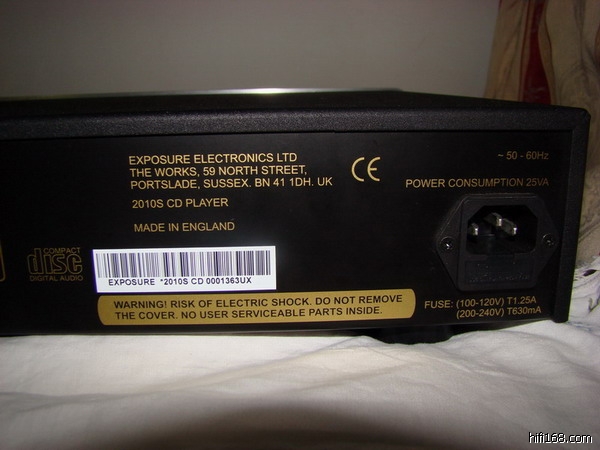 EXPOSURE ELECTRONICS LTD
THE WORKS, 59 NORTH STREET,
PORTSLADE, SUSSEX. BN 41 1DH. UK
2010S CD PLAYER
MADE IN ENGLAND
CE
~ 50 - 60Hz
POWER CONSUMPTION 25VA
COMPACT
disc
DIGITAL AUDIO
EXPOSURE *2010S CD 0001363UX
WARNING! RISK OF ELECTRIC SHOCK. DO NOT REMOVE
THE COVER. NO USER SERVICEABLE PARTS INSIDE.
FUSE: (100-120V) T1.25A
(200-240V) T630mA
hifi168.com